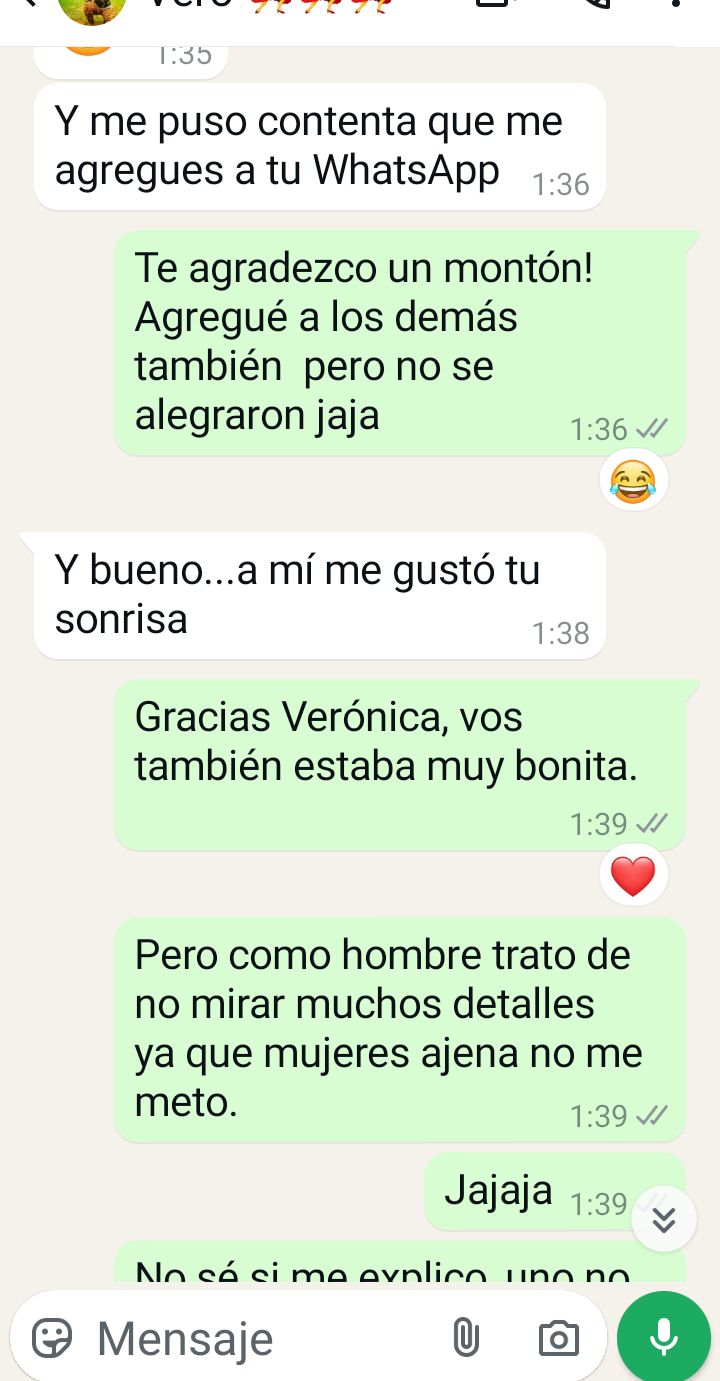 1:35
Y me puso contenta que me
agregues a tu WhatsApp 1:36
Te agradezco un montón!
Agregué a los demás
también pero no se
alegraron jaja 1:36
Y bueno...a mí me gustó tu
sonrisa 1:38
Gracias Verónica, vos
también estaba muy bonita.
1:39
Pero como hombre trato de
no mirar muchos detalles
ya que mujeres ajena no me
meto. 1:39
Jajaja 1:39
No sé si me explico, uno no
Mensaje